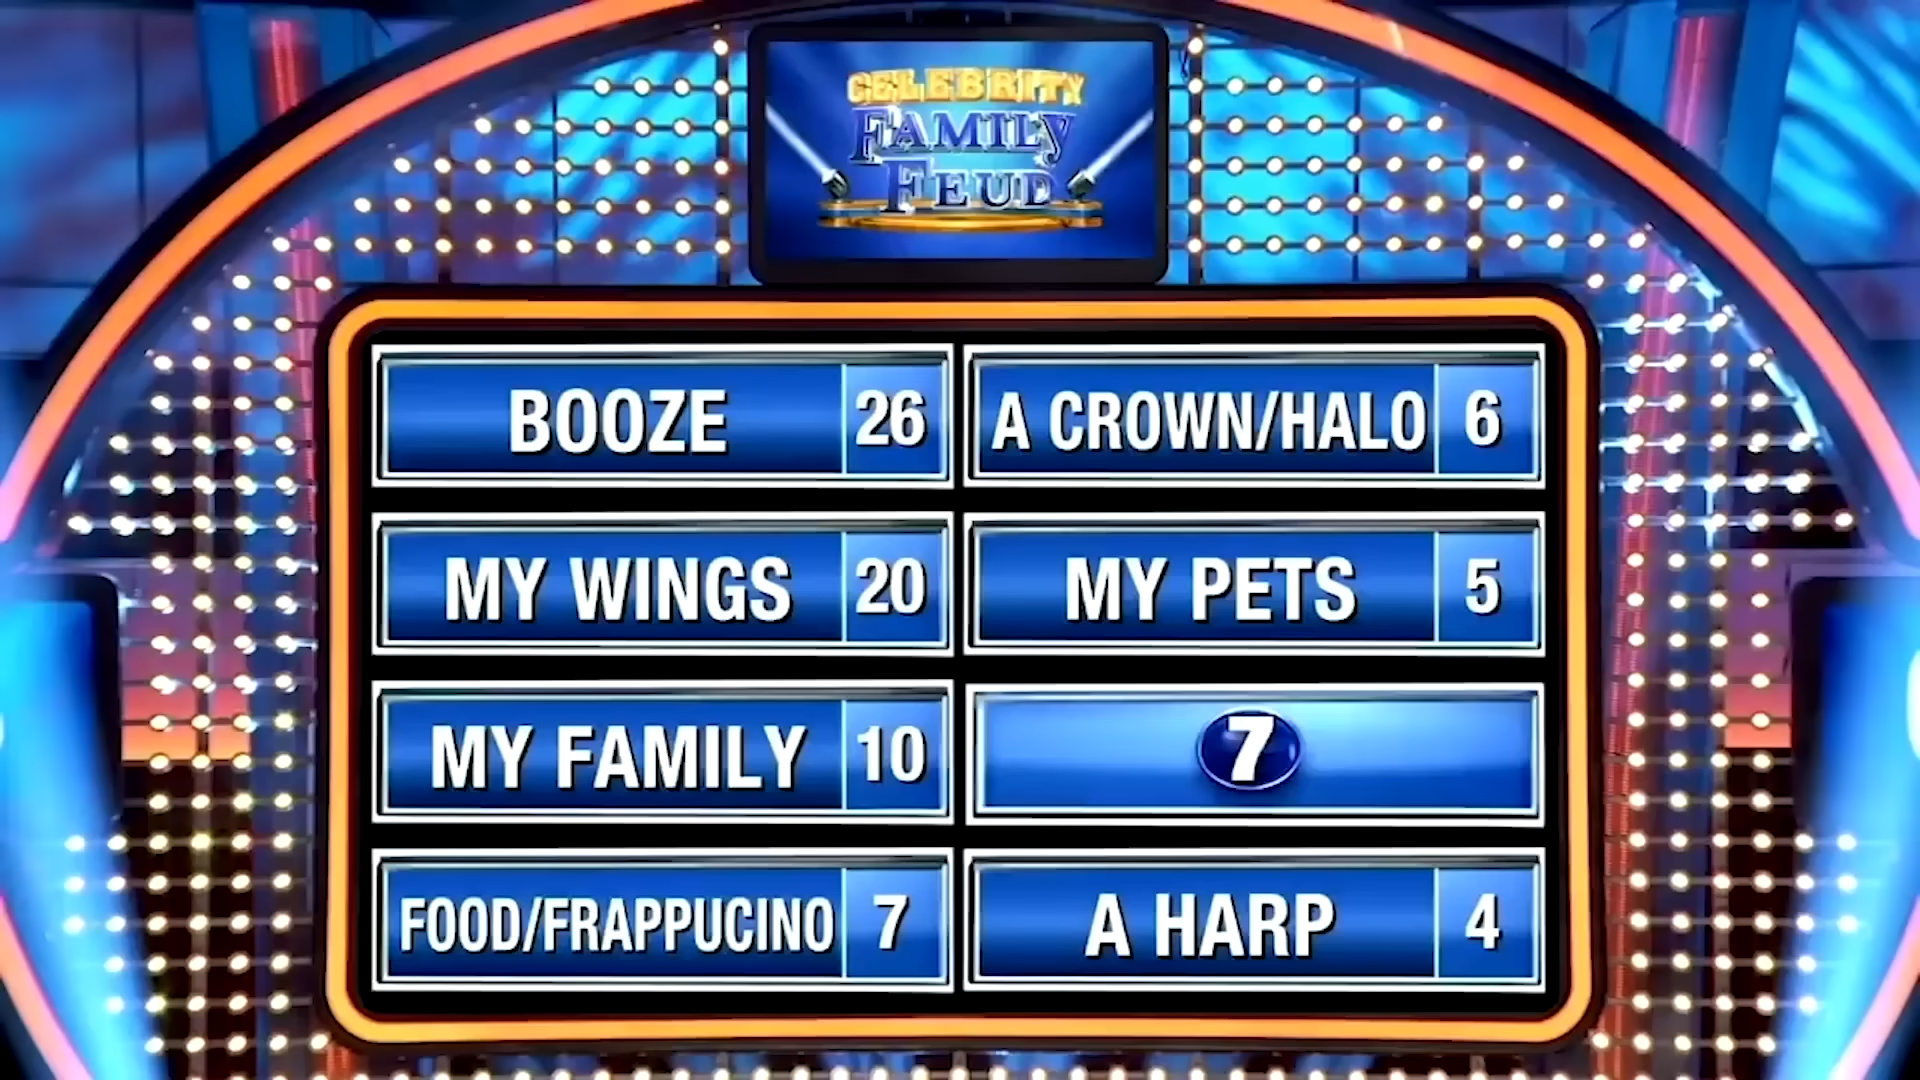 CELEBRITY
FAMILY
FEUD
BOOZE 26
MY WINGS 20
MY FAMILY 10
FOOD/FRAPPUCINO 7
A CROWN/HALO 6
MY PETS 5
7
A HARP 4